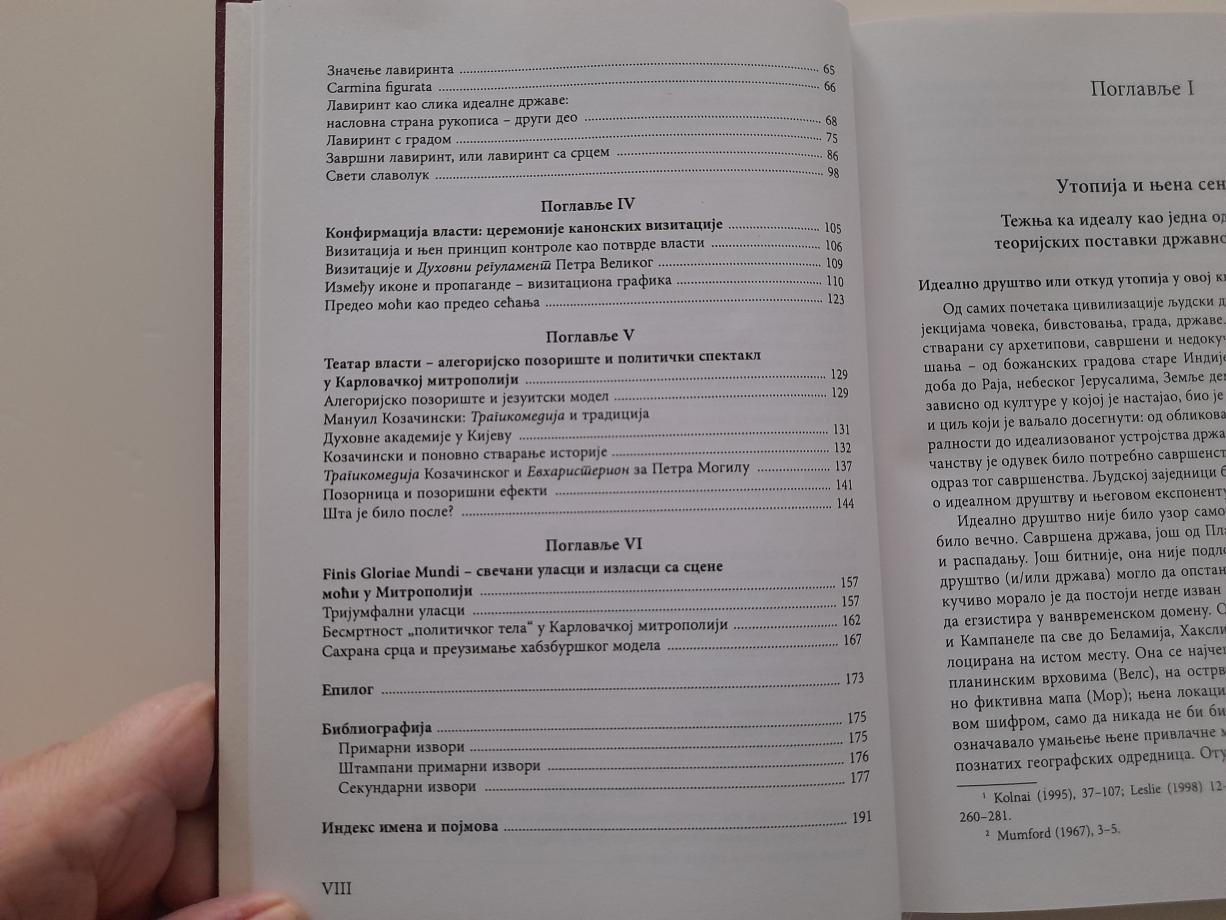 Значење лавиринта ........ 65
Carmina figurata ........ 66
Лавиринт као слика идеалне државе:
насловна страна рукописа – други део ........ 68
Лавиринт с градом ........ 75
Завршни лавиринт, или лавиринт са срцем ........ 86
Свети славолук ........ 98
Поглавље IV
Конфирмација власти: церемоније канонских визитације ........ 105
Визитација и њен принцип контроле као потврде власти ........ 106
Визитације и Духовни регуламент Петра Великог ........ 109
Између иконе и пропаганде – визитациона графика ........ 110
Предео моћи као предео сећања ........ 123
Поглавље V
Театар власти – алегоријско позориште и политички спектакл
у Карловачкој митрополији ........ 129
Алегоријско позориште и језуитски модел ........ 129
Мануил Козачински: Трагикомедија и традиција
Духовне академије у Кијеву ........ 131
Козачински и поновно стварање историје ........ 132
Трагикомедија Козачинског и Евхаристерион за Петра Могилу ........ 137
Позорница и позоришни ефекти ........ 141
Шта је било после? ........ 144
Поглавље VI
Finis Gloriae Mundi – свечани уласци и изласци са сцене
моћи у Митрополији ........ 157
Тријумфални уласци ........ 157
Бесмртност „политичког тела“ у Карловачкој митрополији ........ 162
Сахрана срца и преузимање хабзбуршког модела ........ 167
Епилог ........ 173
Библиографија ........ 175
Примарни извори ........ 175
Штампани примарни извори ........ 176
Секундарни извори ........ 177
Индекс имена и појмова ........ 191
VIII
Поглавље I
Утопија и њена сен
Тежња ка идеалу као једна од
теоријских поставки државно
Идеално друштво или откуд утопија у овој к
Од самих почетака цивилизације људски д
јекцијама човека, бивстовања, града, државе.
стварани су архетипови, савршени и недокуч
шања – од божанских градова старе Индије
доба до Раја, небеског Јерусалима, Земље де
зависно од културе у којој је настајао, био је
и циљ који је ваљало досегнути: од обликова
ралности до идеализованог устројства држа
чанству је одувек било потребно савршенст
одраз тог савршенства. Људској заједници б
о идеалном друштву и његовом експоненту
Идеално друштво није било узор само
било вечно. Савршена држава, још од Пла
и распадању. Још битније, она није подло
друштво (и/или држава) могло да опстан
кучиво морало је да постоји негде изван
да егзистира у ванвременском домену. О
и Кампанеле па све до Беламија, Хаксли
лоцирана на истом месту. Она се најче
планинским врховима (Велс), на остр
но фиктивна мапа (Мор); њена локациј
вом шифром, само да никада не би би
означавало умањење њене привлачне м
познатих географских одредница. Оту
1 Kolnai (1995), 37–107; Leslie (1998) 12–
260–281.
2 Mumford (1967), 3–5.